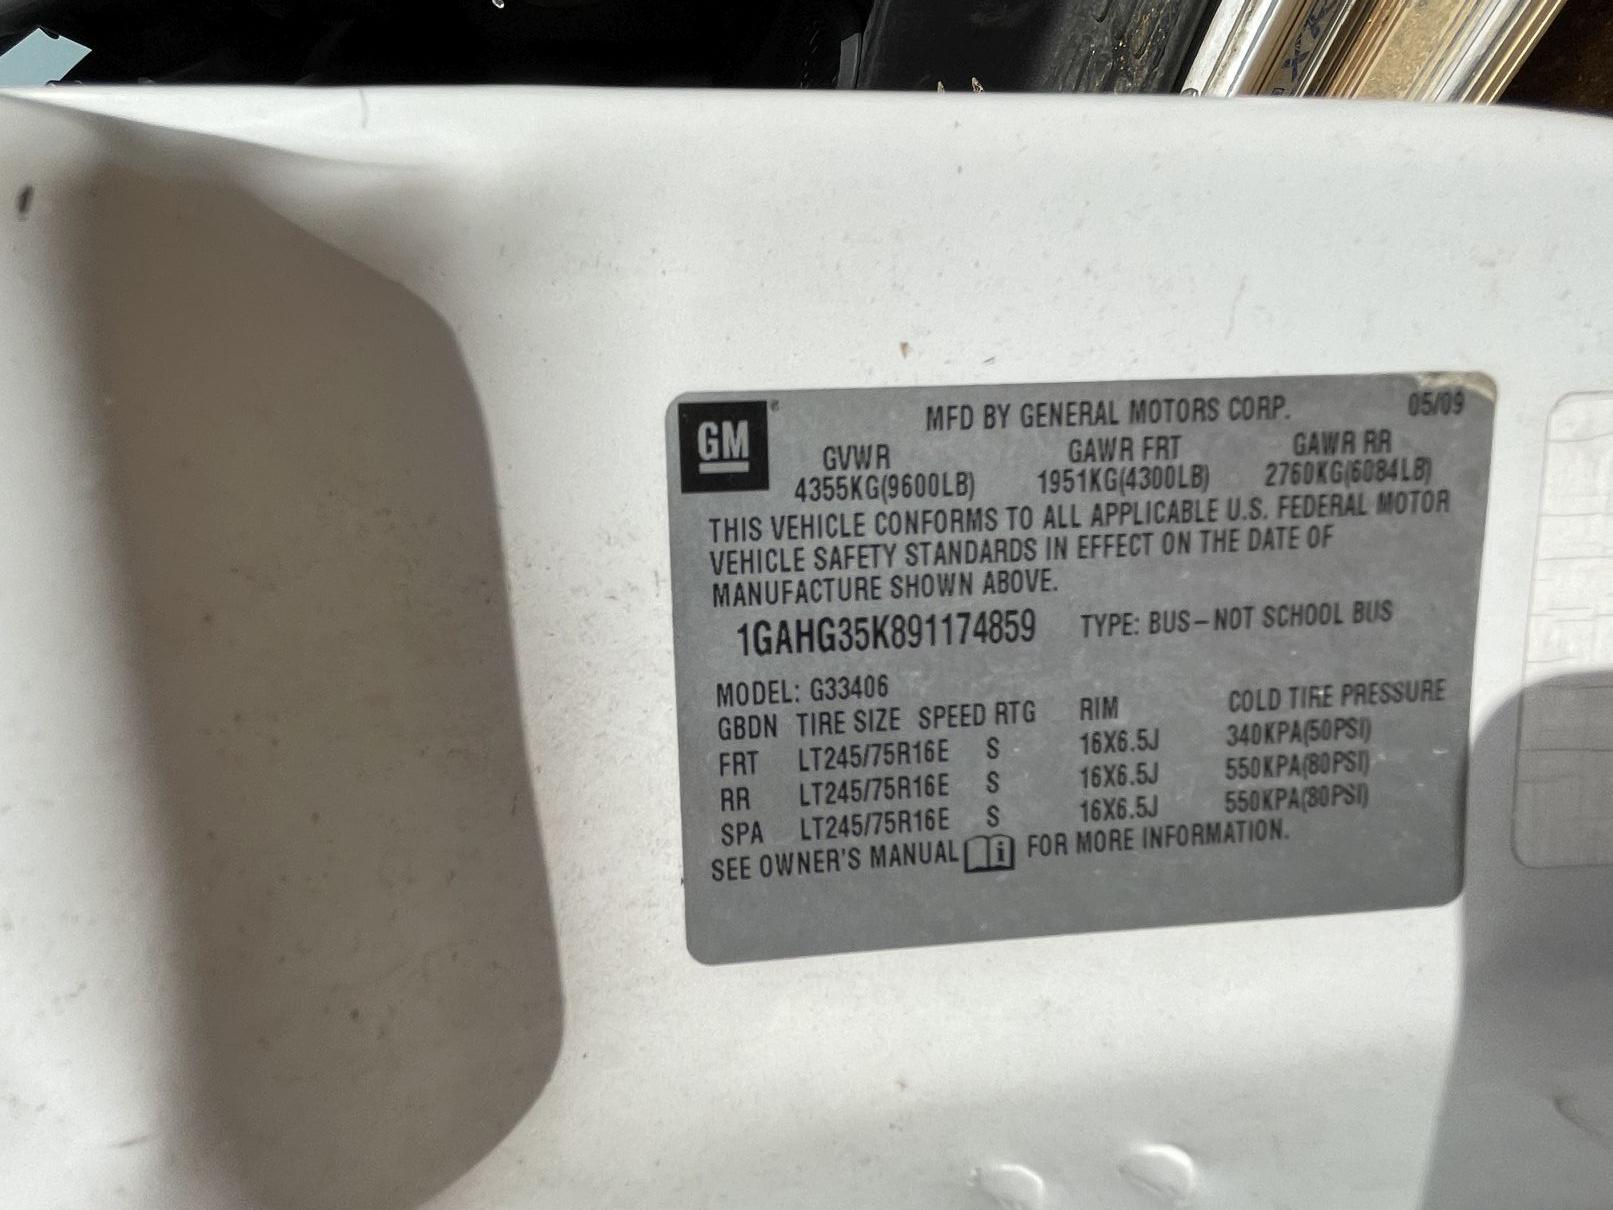 GM
MFD BY GENERAL MOTORS CORP. 05/09
GVWR GAWR FRT GAWR RR
4355KG(9600LB) 1951KG(4300LB) 2760KG(6084LB)
THIS VEHICLE CONFORMS TO ALL APPLICABLE U.S. FEDERAL MOTOR
VEHICLE SAFETY STANDARDS IN EFFECT ON THE DATE OF
MANUFACTURE SHOWN ABOVE.
1GAHG35K891174859 TYPE: BUS-NOT SCHOOL BUS
MODEL: G33406
GBDN TIRE SIZE SPEED RTG RIM COLD TIRE PRESSURE
FRT LT245/75R16E S 16X6.5J 340KPA(50PSI)
RR LT245/75R16E S 16X6.5J 550KPA(80PSI)
SPA LT245/75R16E S 16X6.5J 550KPA(80PSI)
SEE OWNER'S MANUAL FOR MORE INFORMATION.